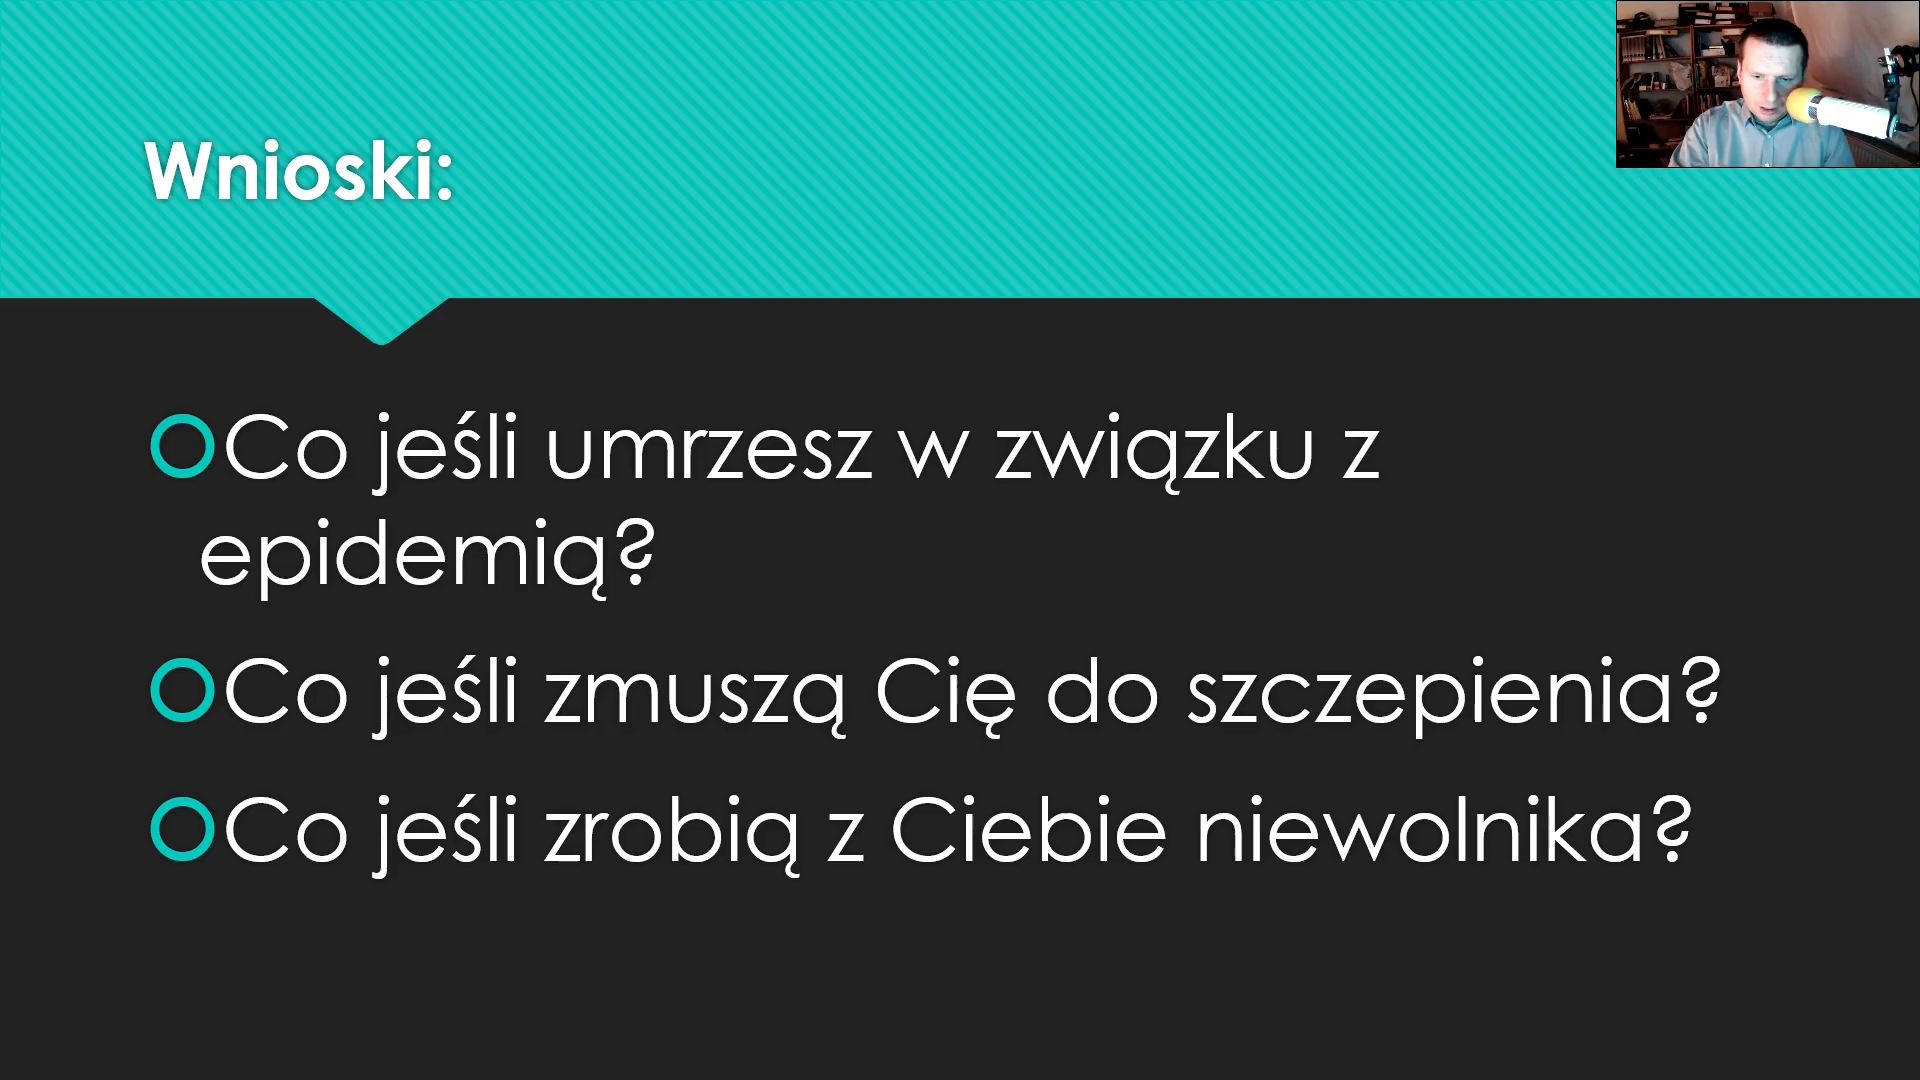 Wnioski:
Co jeśli umrzesz w związku z
epidemią?
Co jeśli zmuszą Cię do szczepienia?
Co jeśli zrobią z Ciebie niewolnika?